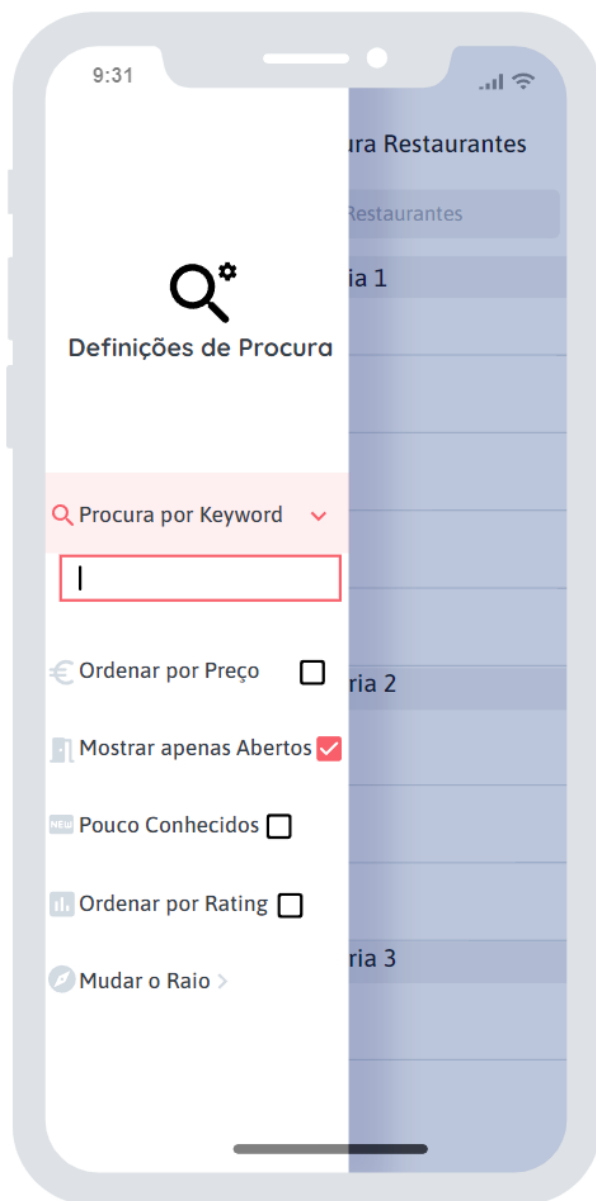 9:31
ura Restaurantes
Restaurantes
ia 1
Definições de Procura
Procura por Keyword
Ordenar por Preço
ria 2
Mostrar apenas Abertos
NEW Pouco Conhecidos
Ordenar por Rating
ria 3
Mudar o Raio